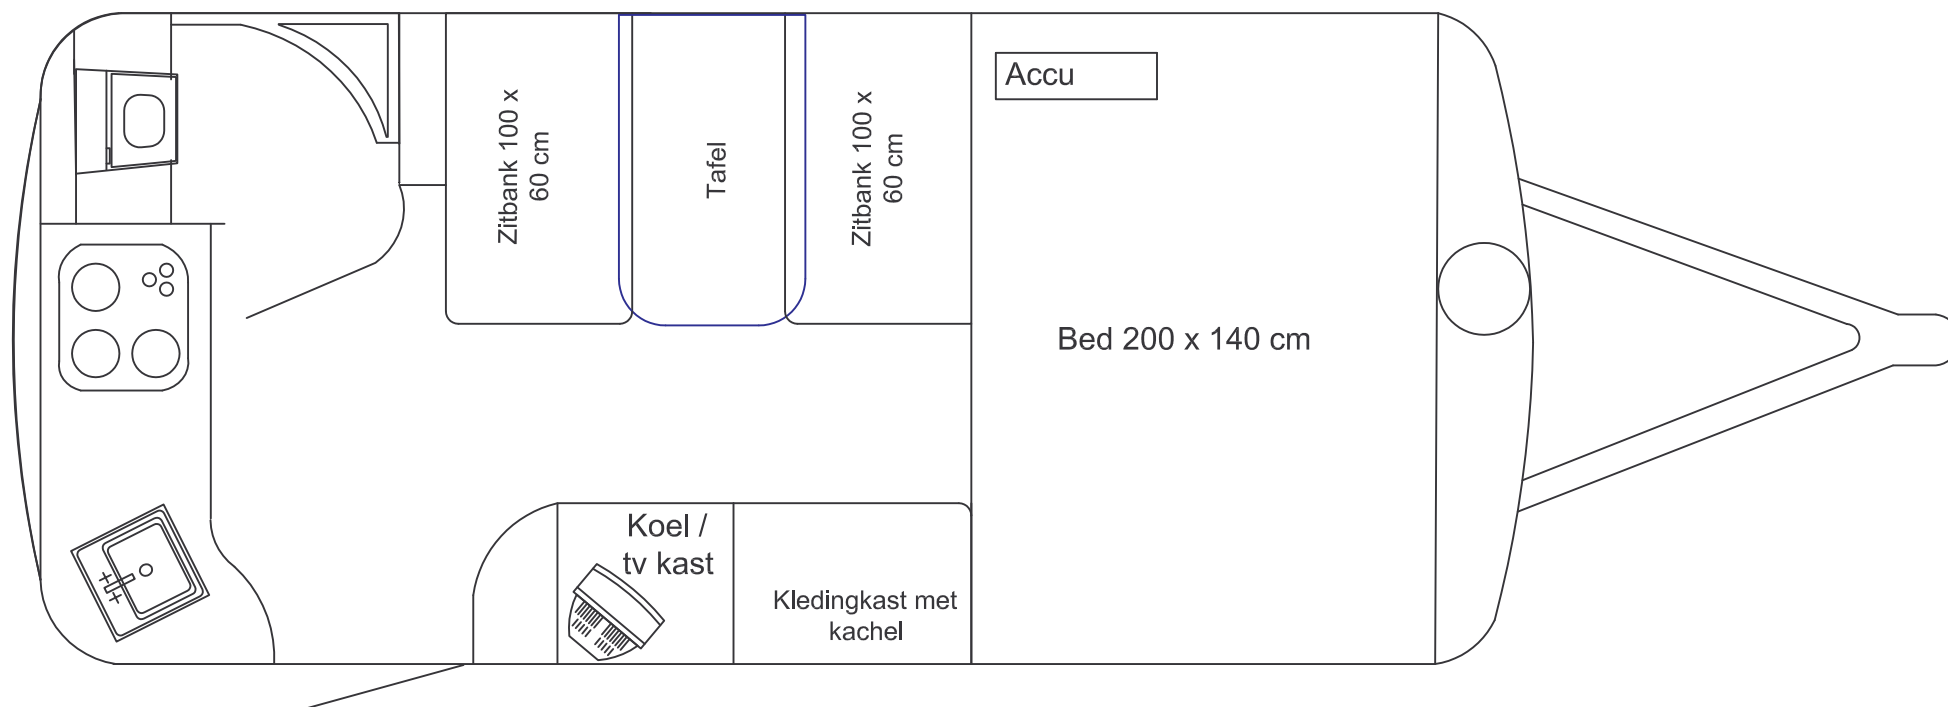 Accu
Zitbank 100 x
60 cm
Tafel
Zitbank 100 x
60 cm
Bed 200 x 140 cm
Koel /
tv kast
Kledingkast met
kachel